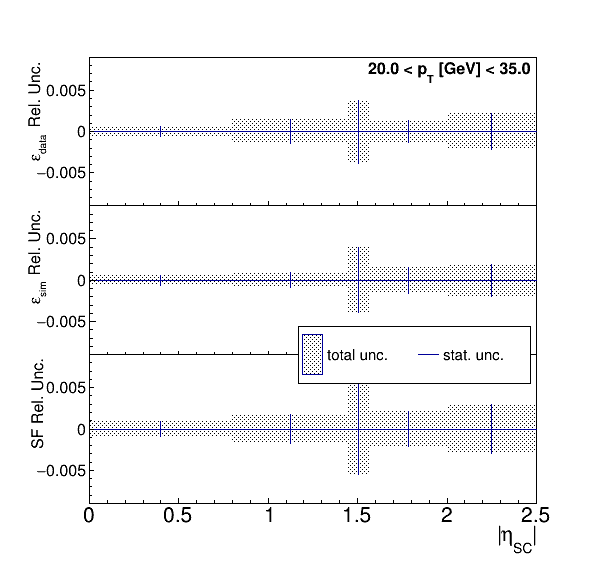 20.0 < p_T [GeV] < 35.0
ε_data Rel. Unc.
0.005
0
−0.005
ε_sim Rel. Unc.
0.005
0
−0.005
total unc. stat. unc.
SF Rel. Unc.
0.005
0
−0.005
0 0.5 1 1.5 2 2.5
|η_SC|